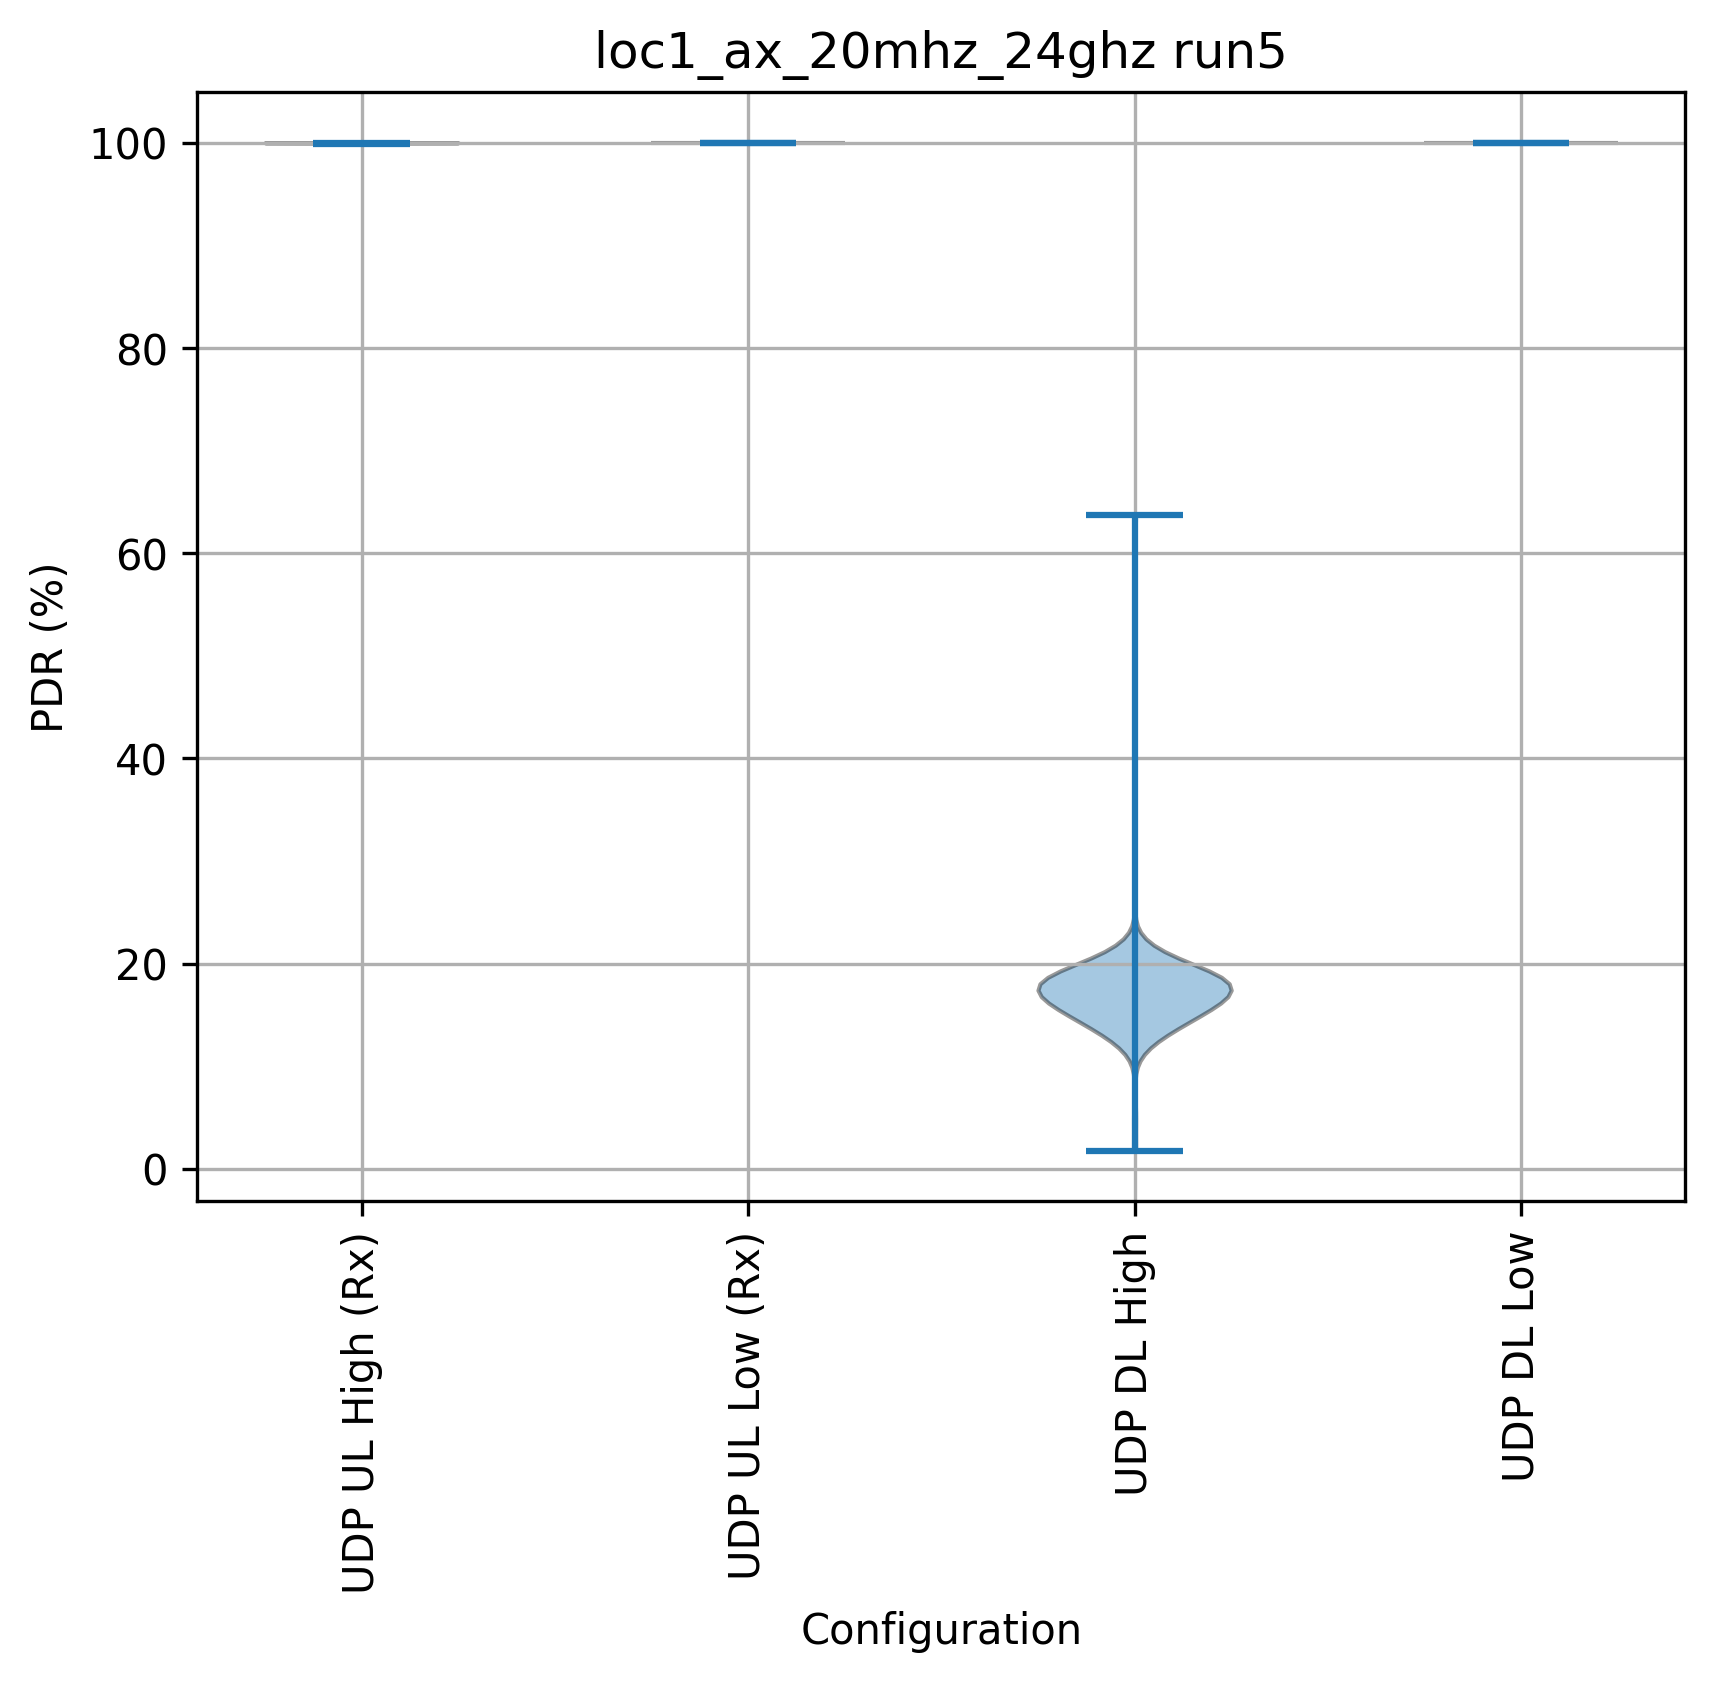 loc1_ax_20mhz_24ghz run5
PDR (%)
100
80
60
40
20
0
UDP UL High (Rx)
UDP UL Low (Rx)
UDP DL High
UDP DL Low
Configuration